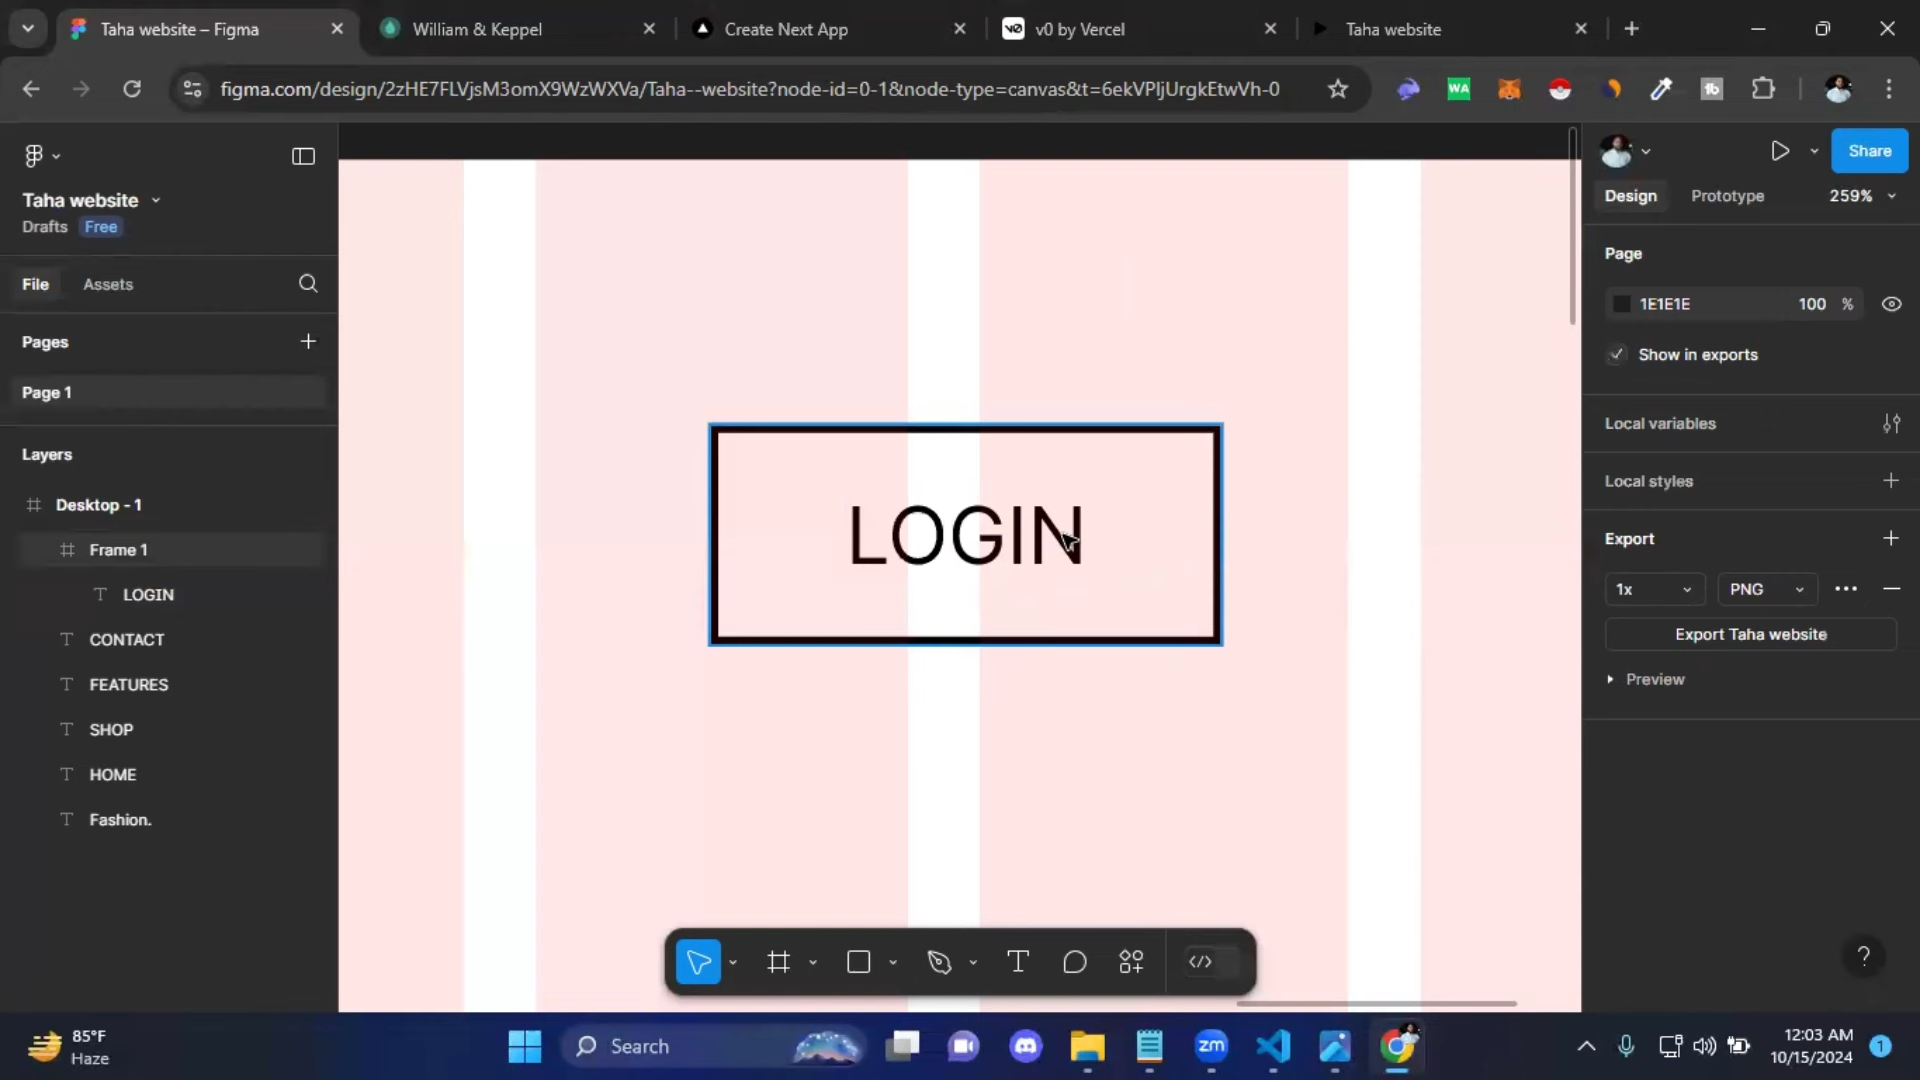 Taha website – Figma
William & Keppel
Create Next App
v0 by Vercel
Taha website
figma.com/design/2zHE7FLVjsM3omX9WzWXVa/Taha--website?node-id=0-1&node-type=canvas&t=6ekVPljUrgkEtwVh-0
WA
Taha website
Drafts Free
File Assets
Pages
Page 1
Layers
Desktop - 1
Frame 1
LOGIN
CONTACT
FEATURES
SHOP
HOME
Fashion.
LOGIN
Share
Design Prototype 259%
Page
1E1E1E 100 %
Show in exports
Local variables
Local styles
Export
1x PNG
Export Taha website
Preview
?
85°F
Haze
Search
zm
12:03 AM
10/15/2024
1